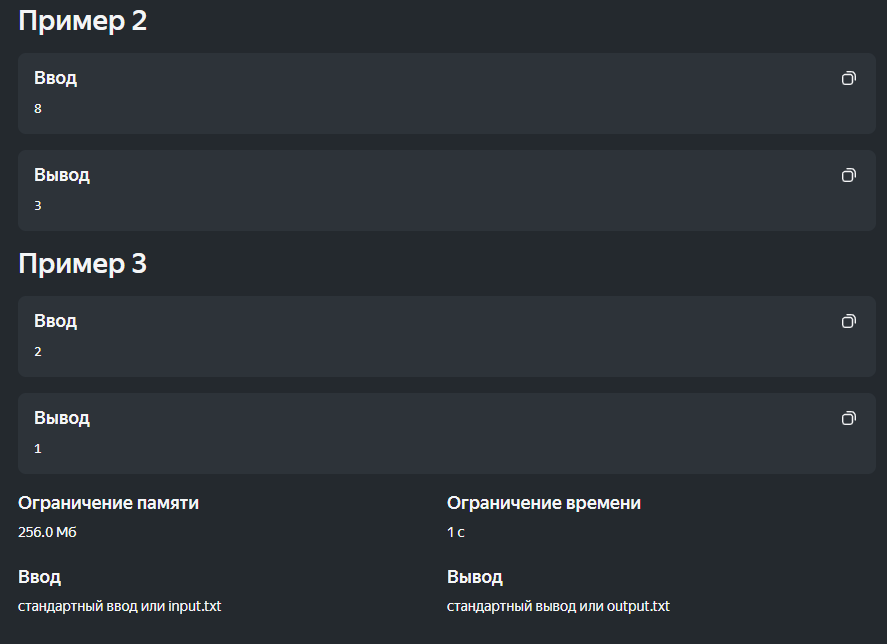 Пример 2
Ввод
8
Вывод
3
Пример 3
Ввод
2
Вывод
1
Ограничение памяти
256.0 Мб
Ограничение времени
1 с
Ввод
стандартный ввод или input.txt
Вывод
стандартный вывод или output.txt